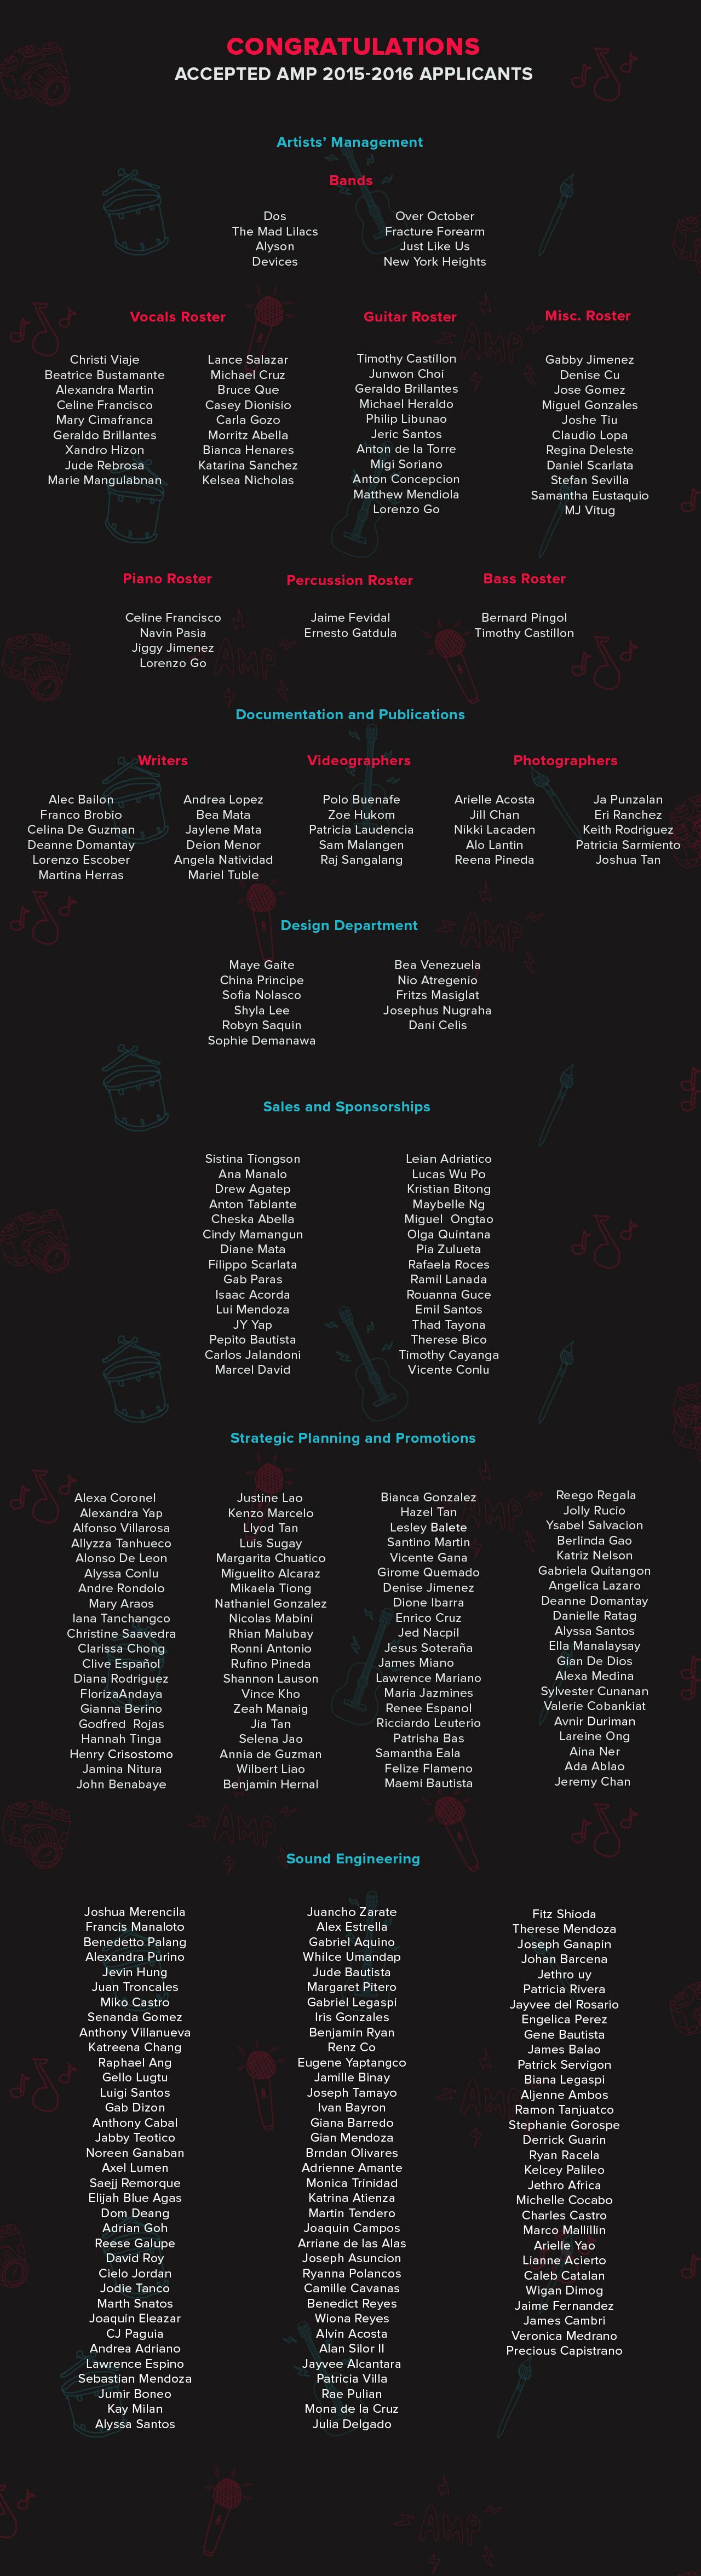 CONGRATULATIONS
ACCEPTED AMP 2015-2016 APPLICANTS
Artists' Management
Bands
Dos
The Mad Lilacs
Alyson
Devices
Over October
Fracture Forearm
Just Like Us
New York Heights
Vocals Roster
Christi Viaje
Beatrice Bustamante
Alexandra Martin
Celine Francisco
Mary Cimafranca
Geraldo Brillantes
Xandro Hizon
Jude Rebrosa
Marie Mangulabnan
Lance Salazar
Michael Cruz
Bruce Que
Casey Dionisio
Carla Gozo
Morritz Abella
Bianca Henares
Katarina Sanchez
Kelsea Nicholas
Guitar Roster
Timothy Castillon
Junwon Choi
Geraldo Brillantes
Michael Heraldo
Philip Libunao
Jeric Santos
Anton de la Torre
Migi Soriano
Anton Concepcion
Matthew Mendiola
Lorenzo Go
Misc. Roster
Gabby Jimenez
Denise Cu
Jose Gomez
Miguel Gonzales
Joshe Tiu
Claudio Lopa
Regina Deleste
Daniel Scarlata
Stefan Sevilla
Samantha Eustaquio
MJ Vitug
AMP
Piano Roster
Celine Francisco
Navin Pasia
Jiggy Jimenez
Lorenzo Go
Percussion Roster
Jaime Fevidal
Ernesto Gatdula
Bass Roster
Bernard Pingol
Timothy Castillon
AMP
Documentation and Publications
Writers
Alec Bailon
Franco Brobio
Celina De Guzman
Deanne Domantay
Lorenzo Escober
Martina Herras
Andrea Lopez
Bea Mata
Jaylene Mata
Deion Menor
Angela Natividad
Mariel Tuble
Videographers
Polo Buenafe
Zoe Hukom
Patricia Laudencia
Sam Malangen
Raj Sangalang
Photographers
Arielle Acosta
Jill Chan
Nikki Lacaden
Alo Lantin
Reena Pineda
Ja Punzalan
Eri Ranchez
Keith Rodriguez
Patricia Sarmiento
Joshua Tan
AMP
Design Department
Maye Gaite
China Principe
Sofia Nolasco
Shyla Lee
Robyn Saquin
Sophie Demanawa
Bea Venezuela
Nio Atregenio
Fritzs Masiglat
Josephus Nugraha
Dani Celis
Sales and Sponsorships
Sistina Tiongson
Ana Manalo
Drew Agatep
Anton Tablante
Cheska Abella
Cindy Mamangun
Diane Mata
Filippo Scarlata
Gab Paras
Isaac Acorda
Lui Mendoza
JY Yap
Pepito Bautista
Carlos Jalandoni
Marcel David
Leian Adriatico
Lucas Wu Po
Kristian Bitong
Maybelle Ng
Miguel Ongtao
Olga Quintana
Pia Zulueta
Rafaela Roces
Ramil Lanada
Rouanna Guce
Emil Santos
Thad Tayona
Therese Bico
Timothy Cayanga
Vicente Conlu
Strategic Planning and Promotions
Alexa Coronel
Alexandra Yap
Alfonso Villarosa
Allyzza Tanhueco
Alonso De Leon
Alyssa Conlu
Andre Rondolo
Mary Araos
Iana Tanchangco
Christine Saavedra
Clarissa Chong
Clive Español
Diana Rodriguez
FlorizaAndaya
Gianna Berino
Godfred Rojas
Hannah Tinga
Henry Crisostomo
Jamina Nitura
John Benabaye
Justine Lao
Kenzo Marcelo
Llyod Tan
Luis Sugay
Margarita Chuatico
Miguelito Alcaraz
Mikaela Tiong
Nathaniel Gonzalez
Nicolas Mabini
Rhian Malubay
Ronni Antonio
Rufino Pineda
Shannon Lauson
Vince Kho
Zeah Manaig
Jia Tan
Selena Jao
Annia de Guzman
Wilbert Liao
Benjamin Hernal
Bianca Gonzalez
Hazel Tan
Lesley Balete
Santino Martin
Vicente Gana
Girome Quemado
Denise Jimenez
Dione Ibarra
Enrico Cruz
Jed Nacpil
Jesus Soteraña
James Miano
Lawrence Mariano
Maria Jazmines
Renee Espanol
Ricciardo Leuterio
Patrisha Bas
Samantha Eala
Felize Flameno
Maemi Bautista
Reego Regala
Jolly Rucio
Ysabel Salvacion
Berlinda Gao
Katriz Nelson
Gabriela Quitangon
Angelica Lazaro
Deanne Domantay
Danielle Ratag
Alyssa Santos
Ella Manalaysay
Gian De Dios
Alexa Medina
Sylvester Cunanan
Valerie Cobankiat
Avnir Duriman
Lareine Ong
Aina Ner
Ada Ablao
Jeremy Chan
AMP
AMP
Sound Engineering
Joshua Merencila
Francis Manaloto
Benedetto Palang
Alexandra Purino
Jevin Hung
Juan Troncales
Miko Castro
Senanda Gomez
Anthony Villanueva
Katreena Chang
Raphael Ang
Gello Lugtu
Luigi Santos
Gab Dizon
Anthony Cabal
Jabby Teotico
Noreen Ganaban
Axel Lumen
Saejj Remorque
Elijah Blue Agas
Dom Deang
Adrian Goh
Reese Galupe
David Roy
Cielo Jordan
Jodie Tanco
Marth Snatos
Joaquin Eleazar
CJ Paguia
Andrea Adriano
Lawrence Espino
Sebastian Mendoza
Jumir Boneo
Kay Milan
Alyssa Santos
Juancho Zarate
Alex Estrella
Gabriel Aquino
Whilce Umandap
Jude Bautista
Margaret Pitero
Gabriel Legaspi
Iris Gonzales
Benjamin Ryan
Renz Co
Eugene Yaptangco
Jamille Binay
Joseph Tamayo
Ivan Bayron
Giana Barredo
Gian Mendoza
Brndan Olivares
Adrienne Amante
Monica Trinidad
Katrina Atienza
Martin Tendero
Joaquin Campos
Arriane de las Alas
Joseph Asuncion
Ryanna Polancos
Camille Cavanas
Benedict Reyes
Wiona Reyes
Alvin Acosta
Alan Silor II
Jayvee Alcantara
Patricia Villa
Rae Pulian
Mona de la Cruz
Julia Delgado
Fitz Shioda
Therese Mendoza
Joseph Ganapin
Johan Barcena
Jethro uy
Patricia Rivera
Jayvee del Rosario
Engelica Perez
Gene Bautista
James Balao
Patrick Servigon
Biana Legaspi
Aljenne Ambos
Ramon Tanjuatco
Stephanie Gorospe
Derrick Guarin
Ryan Racela
Kelcey Palileo
Jethro Africa
Michelle Cocabo
Charles Castro
Marco Mallillin
Arielle Yao
Lianne Acierto
Caleb Catalan
Wigan Dimog
Jaime Fernandez
James Cambri
Veronica Medrano
Precious Capistrano
AMP
AMP